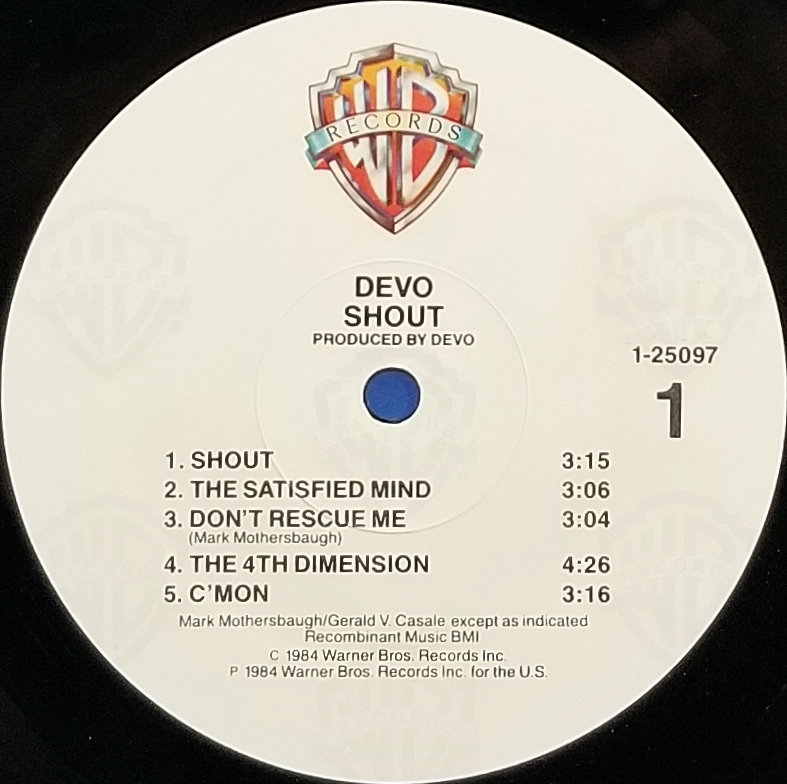 WB
RECORDS
DEVO
SHOUT
PRODUCED BY DEVO
1-25097
1
1. SHOUT 3:15
2. THE SATISFIED MIND 3:06
3. DON'T RESCUE ME 3:04
(Mark Mothersbaugh)
4. THE 4TH DIMENSION 4:26
5. C'MON 3:16
Mark Mothersbaugh/Gerald V. Casale except as indicated
Recombinant Music BMI
C 1984 Warner Bros. Records Inc.
P 1984 Warner Bros. Records Inc. for the U.S.